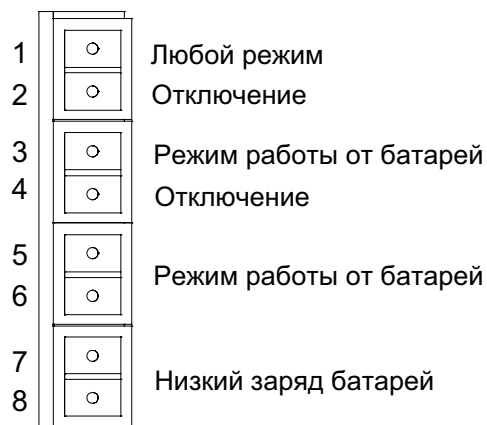 1 Любой режим
2 Отключение
3 Режим работы от батарей
4 Отключение
5
Режим работы от батарей
6
7
Низкий заряд батарей
8